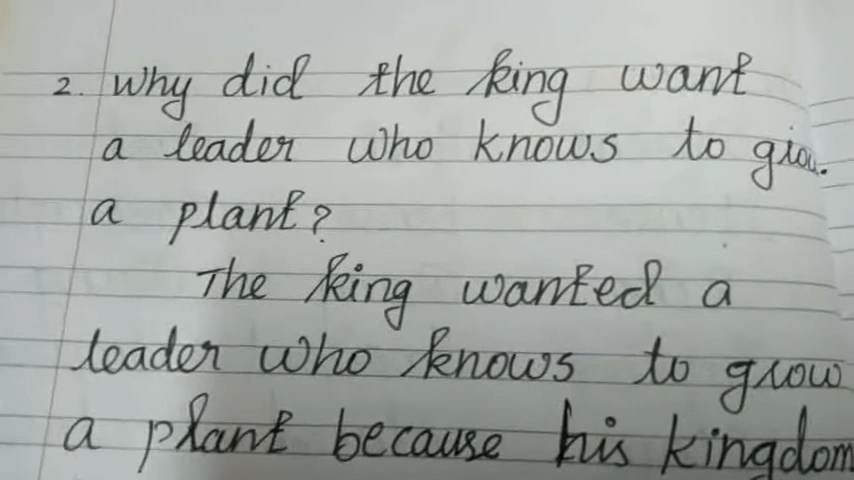 2. Why did the king want
a leader who knows to grow
a plant?
The king wanted a
leader who knows to grow
a plant because his kingdom